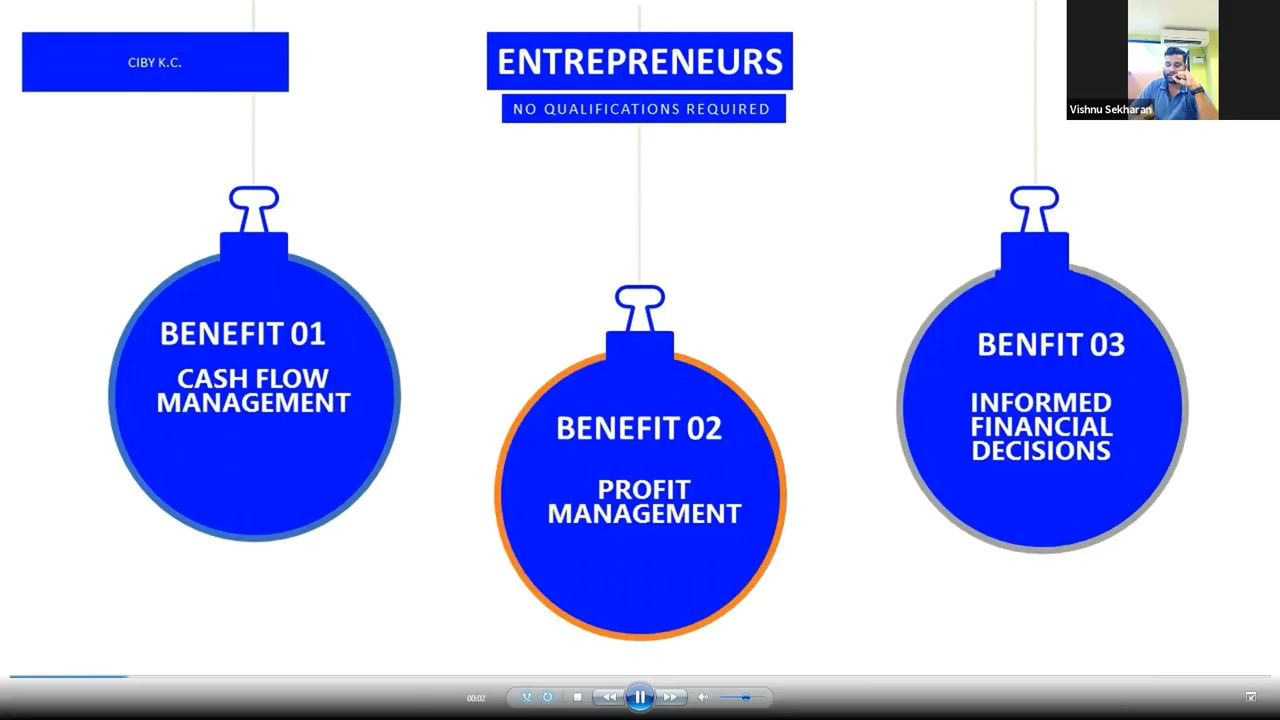 CIBY K.C.
ENTREPRENEURS
NO QUALIFICATIONS REQUIRED
Vishnu Sekharan
BENEFIT 01
CASH FLOW
MANAGEMENT
BENEFIT 02
PROFIT
MANAGEMENT
BENFIT 03
INFORMED
FINANCIAL
DECISIONS
00:02